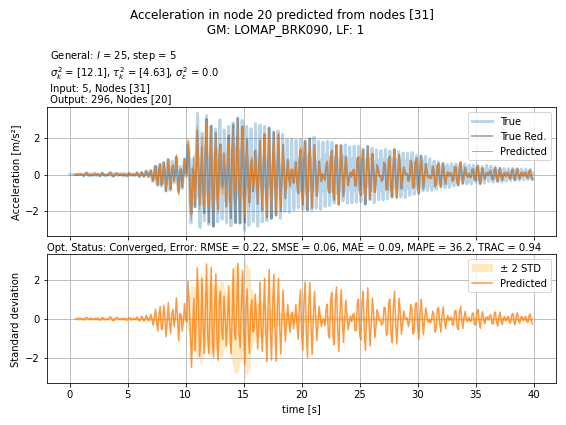 Acceleration in node 20 predicted from nodes [31]
GM: LOMAP_BRK090, LF: 1
General: l = 25, step = 5
σ²ₖ = [12.1], τ²ₖ = [4.63], σ²ε = 0.0
Input: 5, Nodes [31]
Output: 296, Nodes [20]
Acceleration [m/s²]
2
0
−2
True
True Red.
Predicted
Opt. Status: Converged, Error: RMSE = 0.22, SMSE = 0.06, MAE = 0.09, MAPE = 36.2, TRAC = 0.94
Standard deviation
2
0
−2
± 2 STD
Predicted
0 5 10 15 20 25 30 35 40
time [s]